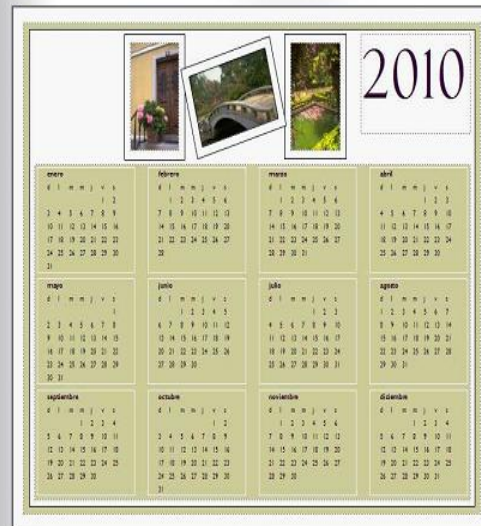 2010
enero
d l m m j v s
1 2
3 4 5 6 7 8 9
10 11 12 13 14 15 16
17 18 19 20 21 22 23
24 25 26 27 28 29 30
31
febrero
d l m m j v s
1 2 3 4 5 6
7 8 9 10 11 12 13
14 15 16 17 18 19 20
21 22 23 24 25 26 27
28
marzo
d l m m j v s
1 2 3 4 5 6
7 8 9 10 11 12 13
14 15 16 17 18 19 20
21 22 23 24 25 26 27
28 29 30 31
abril
d l m m j v s
1 2 3
4 5 6 7 8 9 10
11 12 13 14 15 16 17
18 19 20 21 22 23 24
25 26 27 28 29 30
mayo
d l m m j v s
1
2 3 4 5 6 7 8
9 10 11 12 13 14 15
16 17 18 19 20 21 22
23 24 25 26 27 28 29
30 31
junio
d l m m j v s
1 2 3 4 5
6 7 8 9 10 11 12
13 14 15 16 17 18 19
20 21 22 23 24 25 26
27 28 29 30
julio
d l m m j v s
1 2 3
4 5 6 7 8 9 10
11 12 13 14 15 16 17
18 19 20 21 22 23 24
25 26 27 28 29 30 31
agosto
d l m m j v s
1 2 3 4 5 6 7
8 9 10 11 12 13 14
15 16 17 18 19 20 21
22 23 24 25 26 27 28
29 30 31
septiembre
d l m m j v s
1 2 3 4
5 6 7 8 9 10 11
12 13 14 15 16 17 18
19 20 21 22 23 24 25
26 27 28 29 30
octubre
d l m m j v s
1 2
3 4 5 6 7 8 9
10 11 12 13 14 15 16
17 18 19 20 21 22 23
24 25 26 27 28 29 30
31
noviembre
d l m m j v s
1 2 3 4 5 6
7 8 9 10 11 12 13
14 15 16 17 18 19 20
21 22 23 24 25 26 27
28 29 30
diciembre
d l m m j v s
1 2 3 4
5 6 7 8 9 10 11
12 13 14 15 16 17 18
19 20 21 22 23 24 25
26 27 28 29 30 31